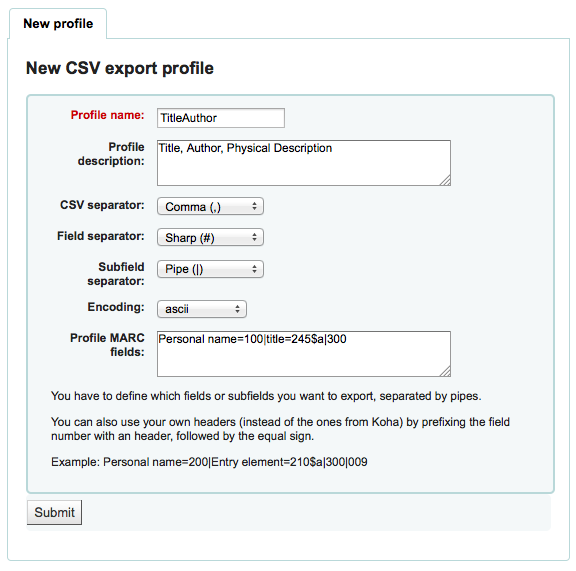 New profile
New CSV export profile
Profile name:
TitleAuthor
Profile
description:
Title, Author, Physical Description
CSV separator:
Comma (,)
Field separator:
Sharp (#)
Subfield
separator:
Pipe (|)
Encoding:
ascii
Profile MARC
fields:
Personal name=100|title=245$a|300
You have to define which fields or subfields you want to export, separated by pipes.
You can also use your own headers (instead of the ones from Koha) by prefixing the field
number with an header, followed by the equal sign.
Example: Personal name=200|Entry element=210$a|300|009
Submit